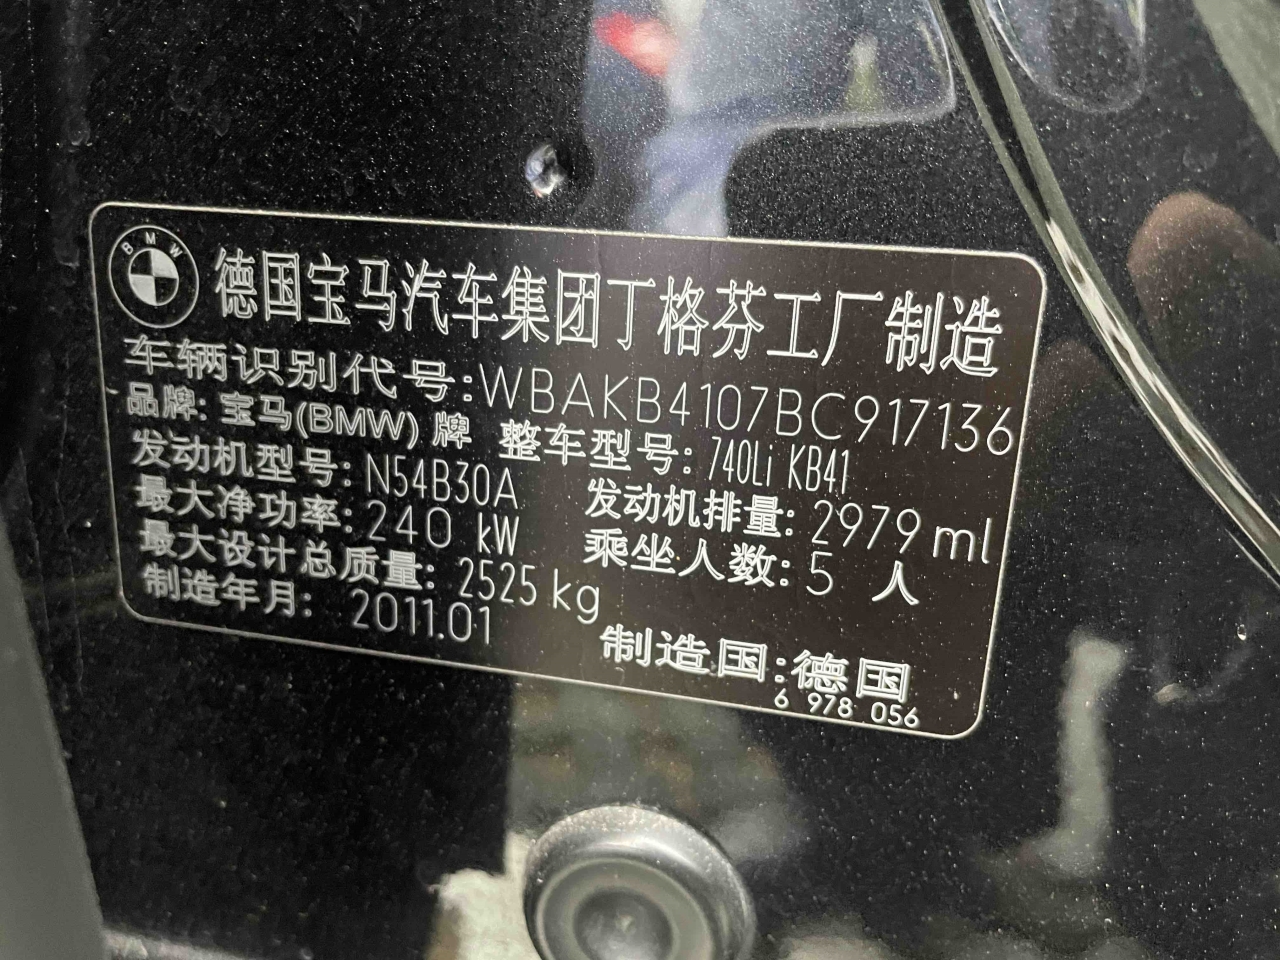 BMW
德国宝马汽车集团丁格芬工厂制造
车辆识别代号:WBAKB4107BC917136
品牌:宝马(BMW)牌 整车型号:740Li KB41
发动机型号:N54B30A 发动机排量:2979ml
最大净功率:240 kW 乘坐人数:5 人
最大设计总质量:2525kg
制造年月:2011.01
制造国:德国
6 978 056